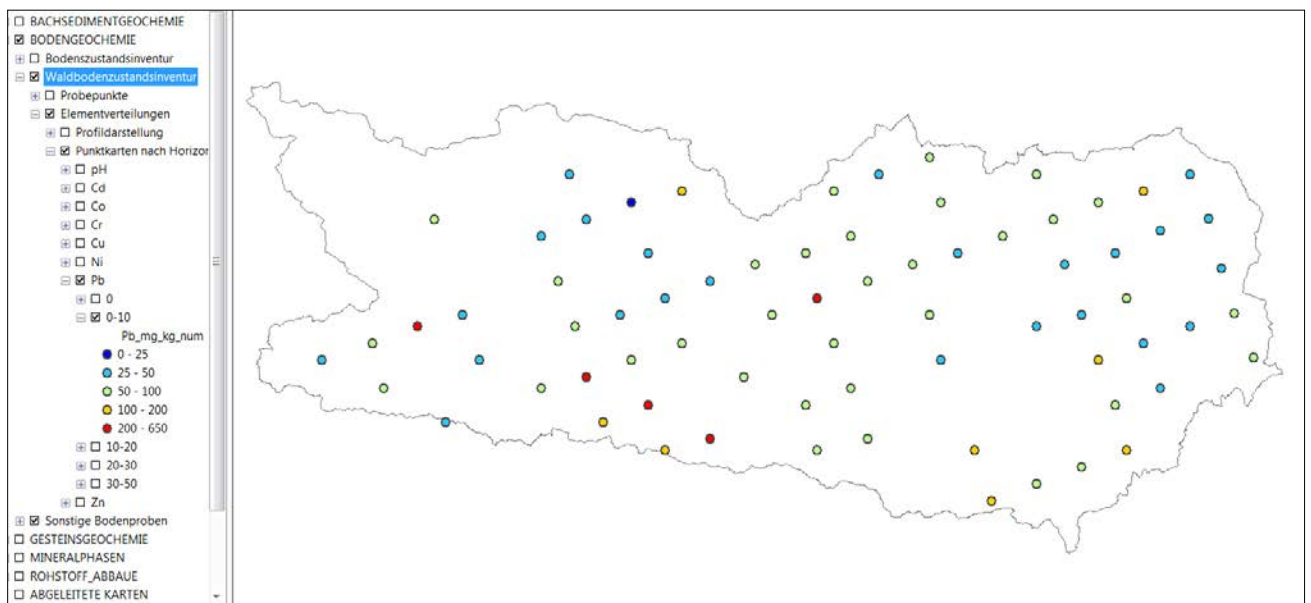 BACHSEDIMENTGEOCHEMIE
BODENGEOCHEMIE
Bodenszustandsinventur
Waldbodenzustandsinventur
Probepunkte
Elementverteilungen
Profildarstellung
Punktkarten nach Horizor
pH
Cd
Co
Cr
Cu
Ni
Pb
0
0-10
Pb_mg_kg_num
0 - 25
25 - 50
50 - 100
100 - 200
200 - 650
10-20
20-30
30-50
Zn
Sonstige Bodenproben
GESTEINSGEOCHEMIE
MINERALPHASEN
ROHSTOFF_ABBAUE
ABGELEITETE KARTEN